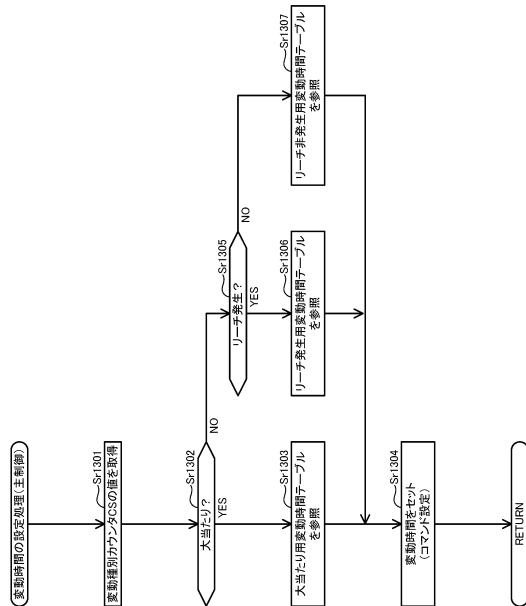 変動時間の設定処理(主制御)
Sr1301
変動種別カウンタCSの値を取得
Sr1302
大当たり？
NO
YES
Sr1303
大当たり用変動時間テーブル
を参照
Sr1304
変動時間をセット
(コマンド設定)
RETURN
Sr1305
リーチ発生？
NO
YES
Sr1306
リーチ発生用変動時間テーブル
を参照
Sr1307
リーチ非発生用変動時間テーブル
を参照